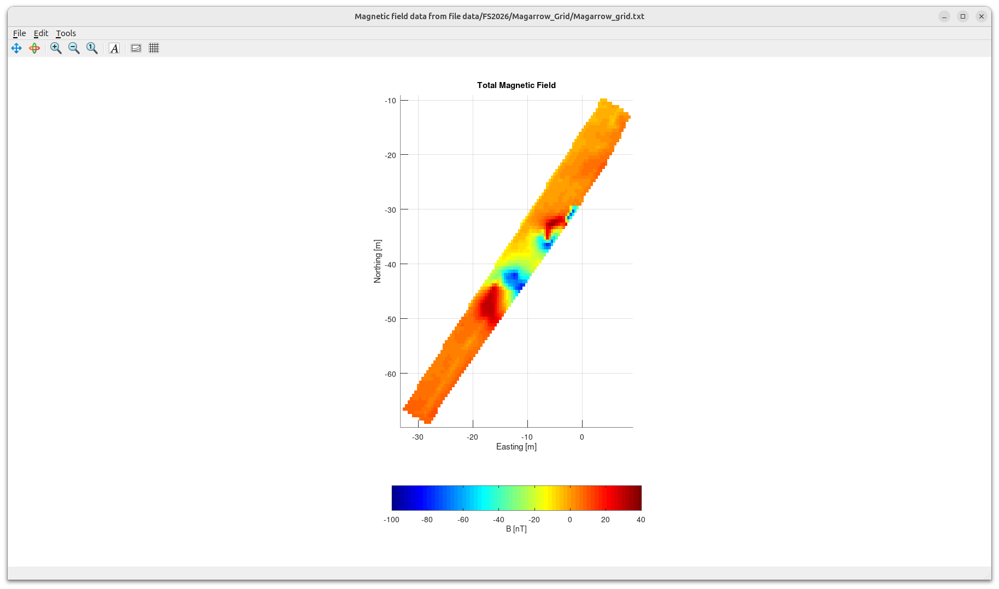 Magnetic field data from file data/FS2026/Magarrow_Grid/Magarrow_grid.txt
File Edit Tools
1 A
Total Magnetic Field
-10
-20
-30
-40
-50
-60
Northing [m]
-30 -20 -10 0
Easting [m]
-100 -80 -60 -40 -20 0 20 40
B [nT]